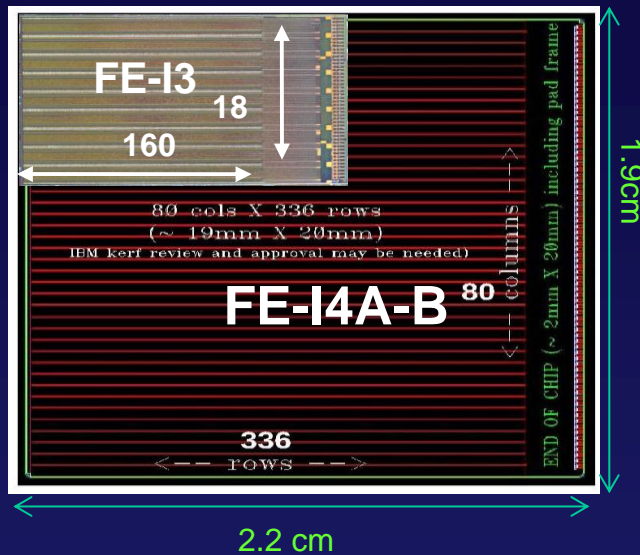 FE-I3
18
160
80 cols X 336 rows
(~ 19mm X 20mm)
IBM kerf review and approval may be needed)
FE-I4A-B
80
<-- columns -->
336
<-- rows -->
END OF CHIP (~ 2mm X 20mm) including pad frame
1.9cm
2.2 cm